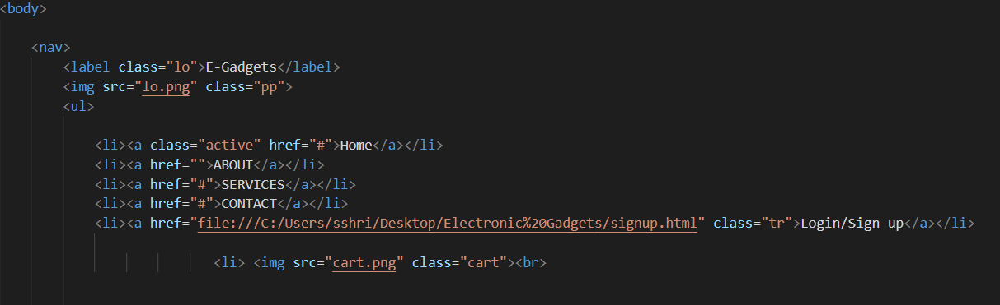 <body>
<nav>
<label class="lo">E-Gadgets</label>
<img src="lo.png" class="pp">
<ul>
<li><a class="active" href="#">Home</a></li>
<li><a href="">ABOUT</a></li>
<li><a href="#">SERVICES</a></li>
<li><a href="#">CONTACT</a></li>
<li><a href="file:///C:/Users/sshri/Desktop/Electronic%20Gadgets/signup.html" class="tr">Login/Sign up</a></li>
<li> <img src="cart.png" class="cart"><br>